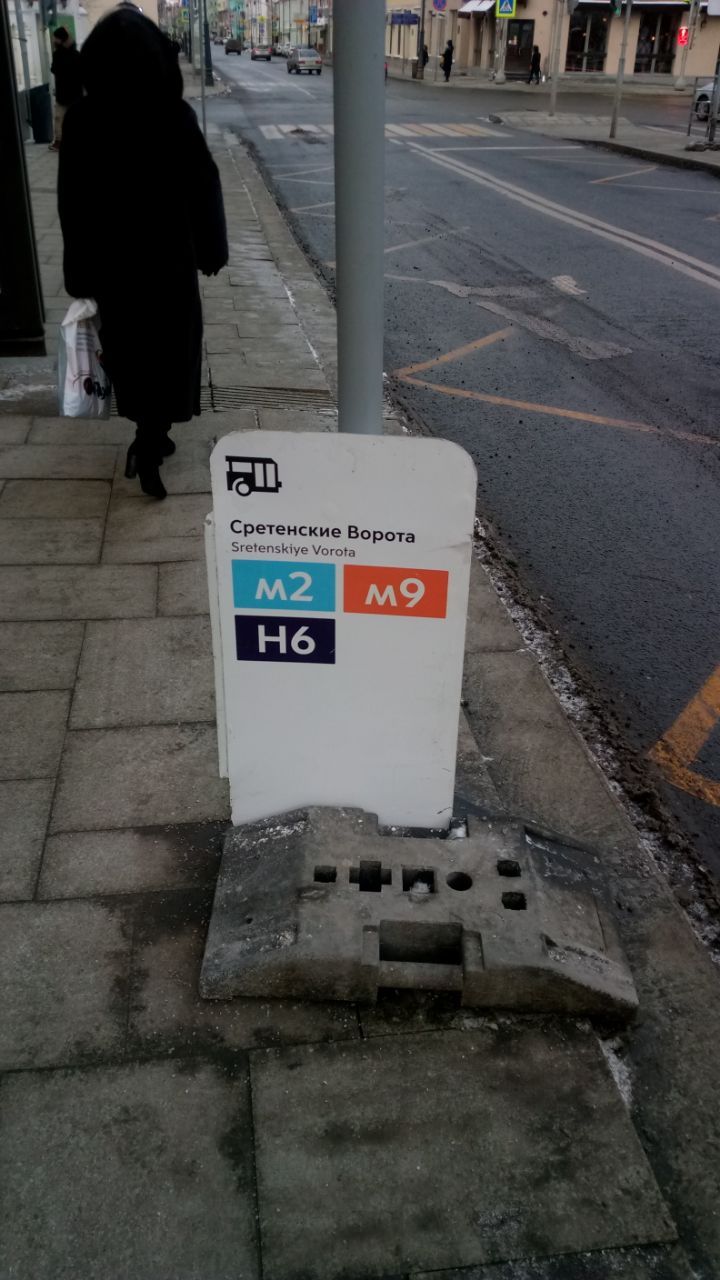 Сретенские Ворота
Sretenskiye Vorota
м2 м9
Н6